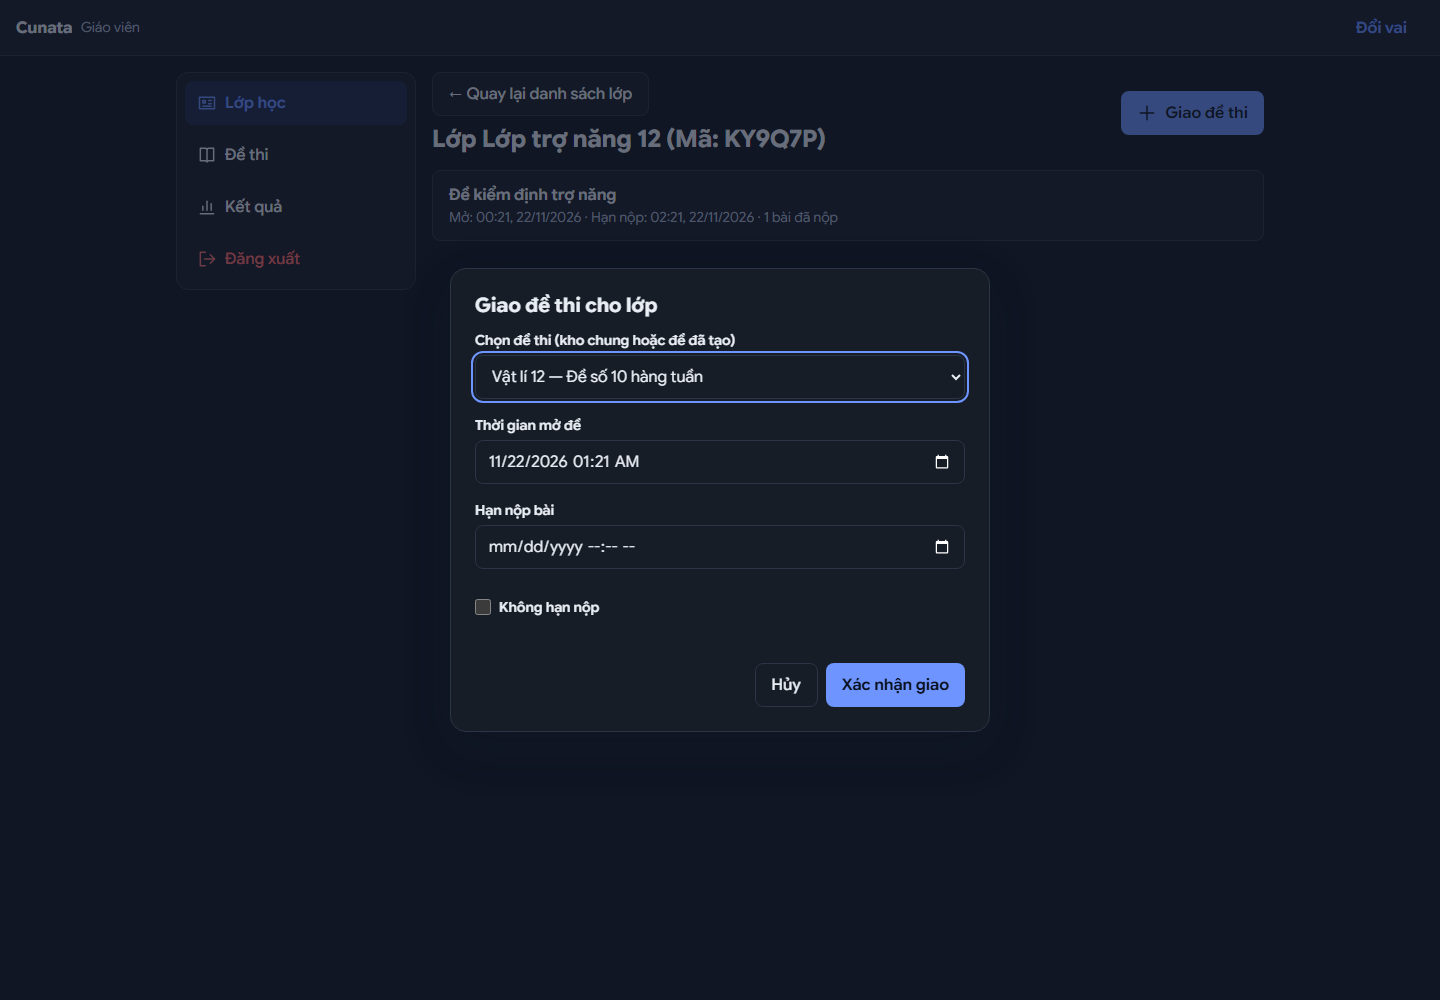 Cunata Giáo viên
Đổi vai
Lớp học
Đề thi
Kết quả
Đăng xuất
← Quay lại danh sách lớp
Lớp Lớp trợ năng 12 (Mã: KY9Q7P)
Giao đề thi
Đề kiểm định trợ năng
Mở: 00:21, 22/11/2026 · Hạn nộp: 02:21, 22/11/2026 · 1 bài đã nộp
Giao đề thi cho lớp
Chọn đề thi (kho chung hoặc đề đã tạo)
Vật lí 12 — Đề số 10 hàng tuần
Thời gian mở đề
11/22/2026 01:21 AM
Hạn nộp bài
mm/dd/yyyy --:-- --
Không hạn nộp
Hủy
Xác nhận giao